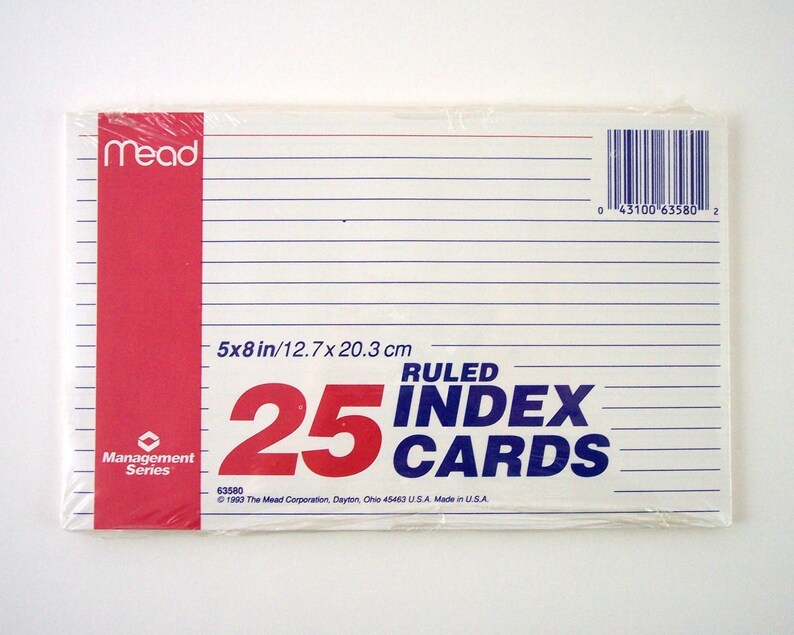 mead
0 43100 63580 2
5x8 in/12.7 x 20.3 cm
25
RULED
INDEX
CARDS
Management
Series®
63580
© 1993 The Mead Corporation, Dayton, Ohio 45463 U.S.A. Made in U.S.A.